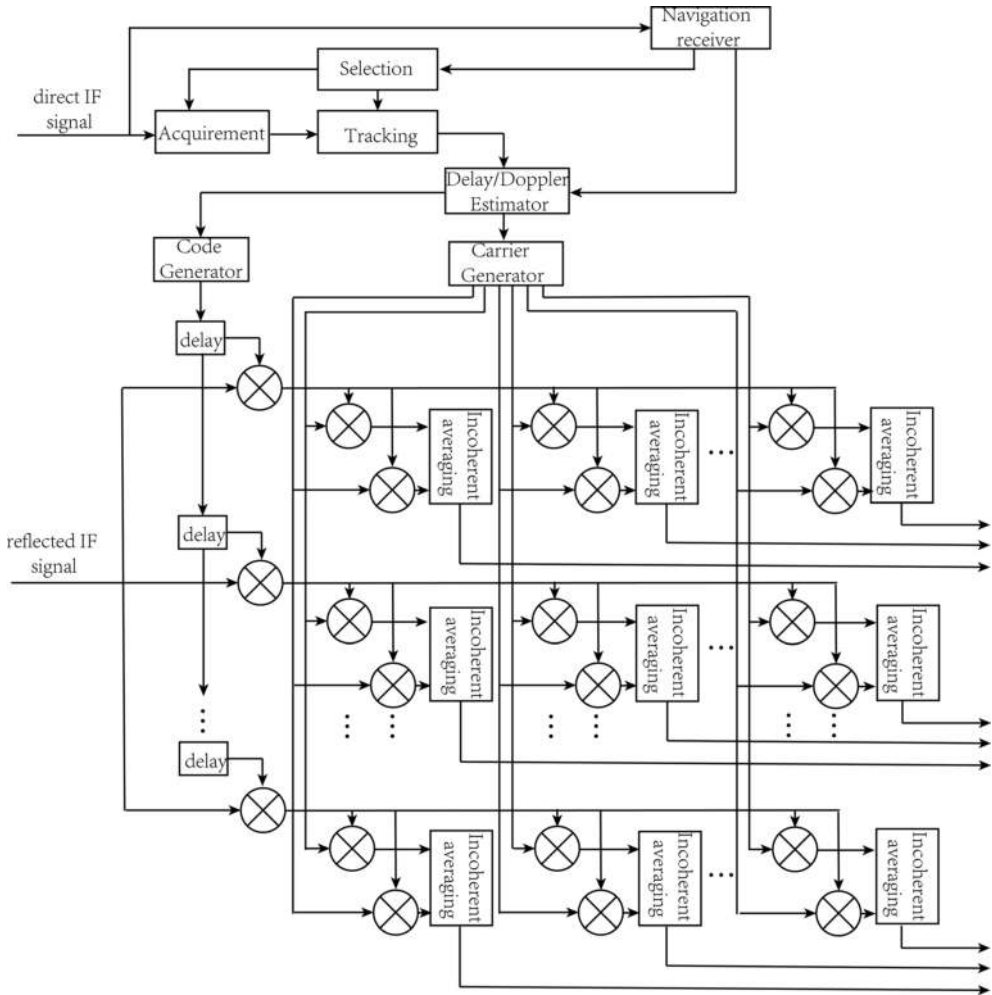 Navigation
receiver
Selection
direct IF
signal
Acquirement
Tracking
Delay/Doppler
Estimator
Code
Generator
Carrier
Generator
delay
Incoherent
averaging
Incoherent
averaging
...
Incoherent
averaging
delay
reflected IF
signal
Incoherent
averaging
Incoherent
averaging
...
Incoherent
averaging
delay
Incoherent
averaging
Incoherent
averaging
...
Incoherent
averaging